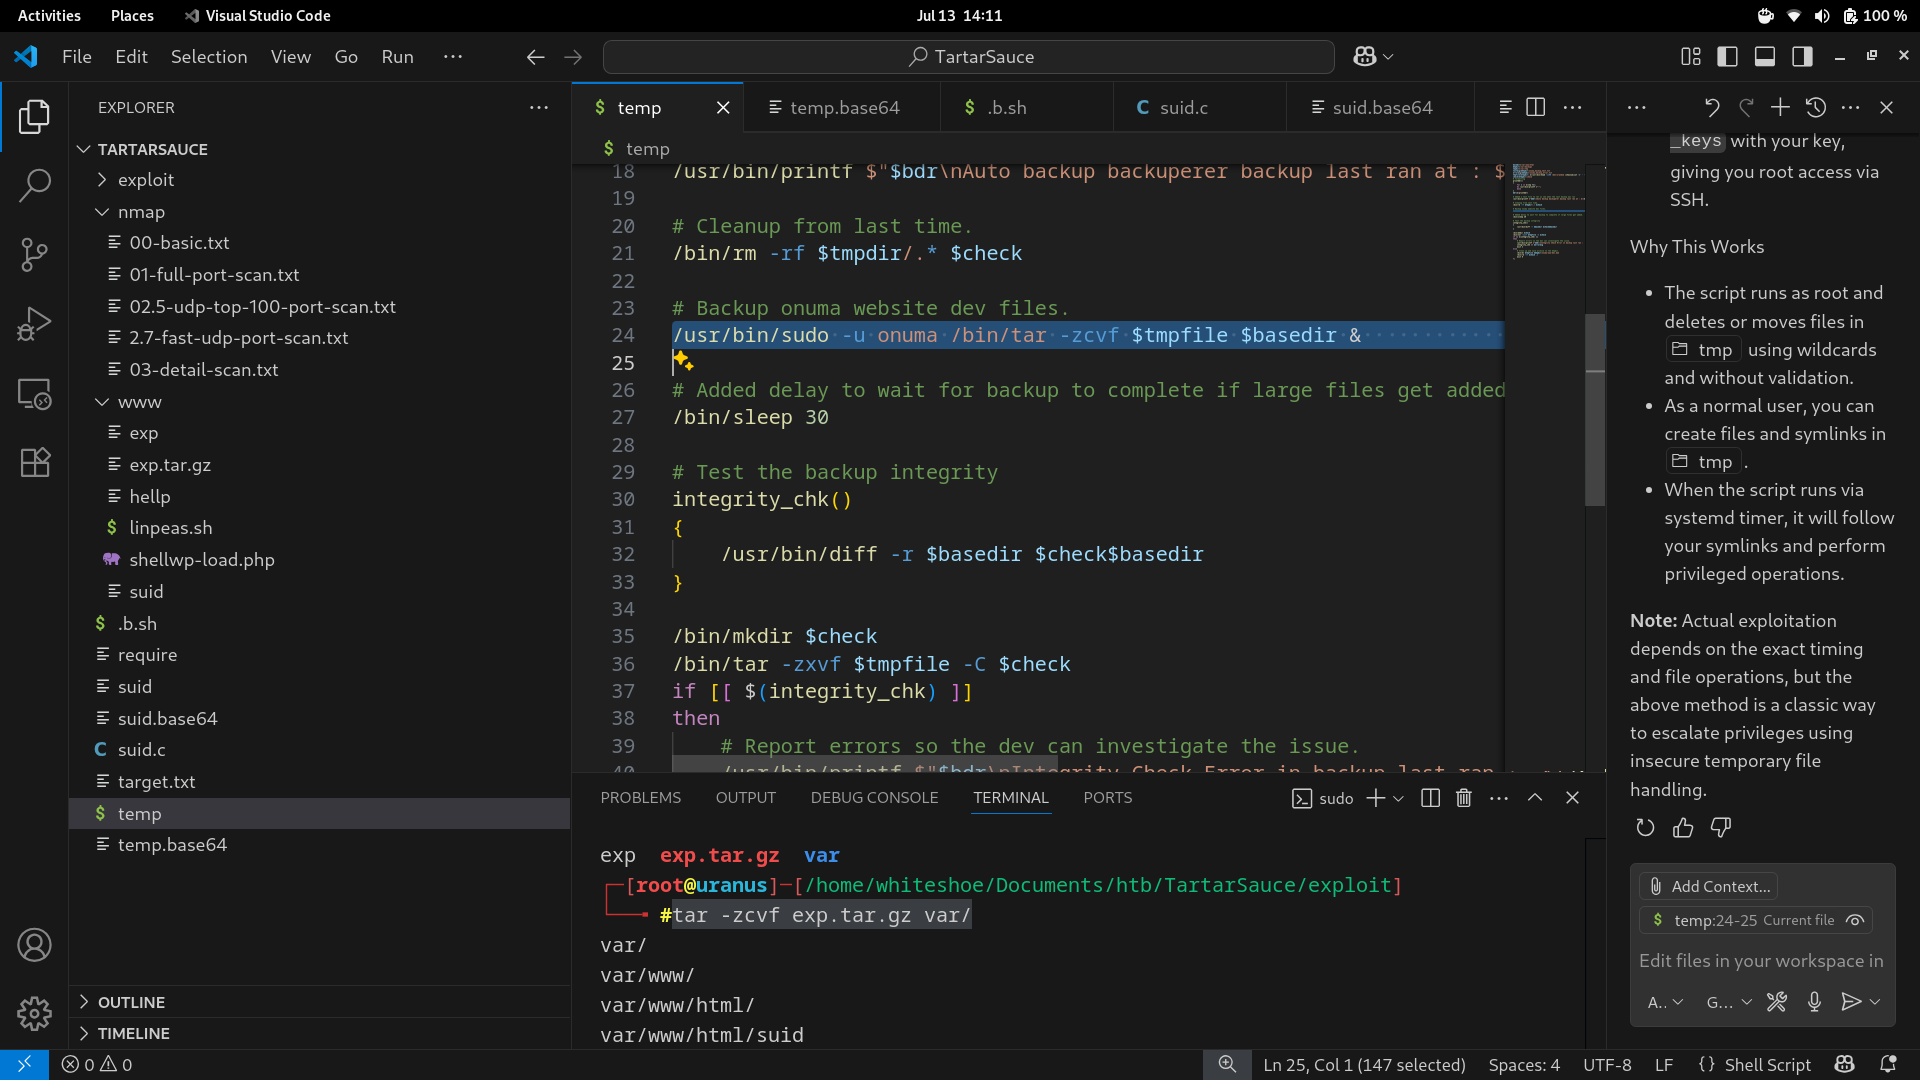 Activities Places Visual Studio Code Jul 13 14:11 100 %
File Edit Selection View Go Run ··· TartarSauce
EXPLORER
TARTARSAUCE
exploit
nmap
00-basic.txt
01-full-port-scan.txt
02.5-udp-top-100-port-scan.txt
2.7-fast-udp-port-scan.txt
03-detail-scan.txt
www
exp
exp.tar.gz
hellp
linpeas.sh
shellwp-load.php
suid
.b.sh
require
suid
suid.base64
suid.c
target.txt
temp
temp.base64
OUTLINE
TIMELINE
temp temp.base64 .b.sh suid.c suid.base64
temp
18 /usr/bin/printf $"$bdr\nAuto backup backuperer backup last ran at : $
19
20 # Cleanup from last time.
21 /bin/rm -rf $tmpdir/.* $check
22
23 # Backup onuma website dev files.
24 /usr/bin/sudo -u onuma /bin/tar -zcvf $tmpfile $basedir &
25
26 # Added delay to wait for backup to complete if large files get added
27 /bin/sleep 30
28
29 # Test the backup integrity
30 integrity_chk()
31 {
32 /usr/bin/diff -r $basedir $check$basedir
33 }
34
35 /bin/mkdir $check
36 /bin/tar -zxvf $tmpfile -C $check
37 if [[ $(integrity_chk) ]]
38 then
39 # Report errors so the dev can investigate the issue.
40 /usr/bin/printf $"$bdr\nIntegrity Check Error in backup last ran
PROBLEMS OUTPUT DEBUG CONSOLE TERMINAL PORTS sudo
exp exp.tar.gz var
[root@uranus]─[/home/whiteshoe/Documents/htb/TartarSauce/exploit]
#tar -zcvf exp.tar.gz var/
var/
var/www/
var/www/html/
var/www/html/suid
_keys with your key,
giving you root access via
SSH.
Why This Works
• The script runs as root and
deletes or moves files in
tmp using wildcards
and without validation.
• As a normal user, you can
create files and symlinks in
tmp .
• When the script runs via
systemd timer, it will follow
your symlinks and perform
privileged operations.
Note: Actual exploitation
depends on the exact timing
and file operations, but the
above method is a classic way
to escalate privileges using
insecure temporary file
handling.
Add Context...
temp:24-25 Current file
Edit files in your workspace in
A.. G...
0 0 Ln 25, Col 1 (147 selected) Spaces: 4 UTF-8 LF {} Shell Script